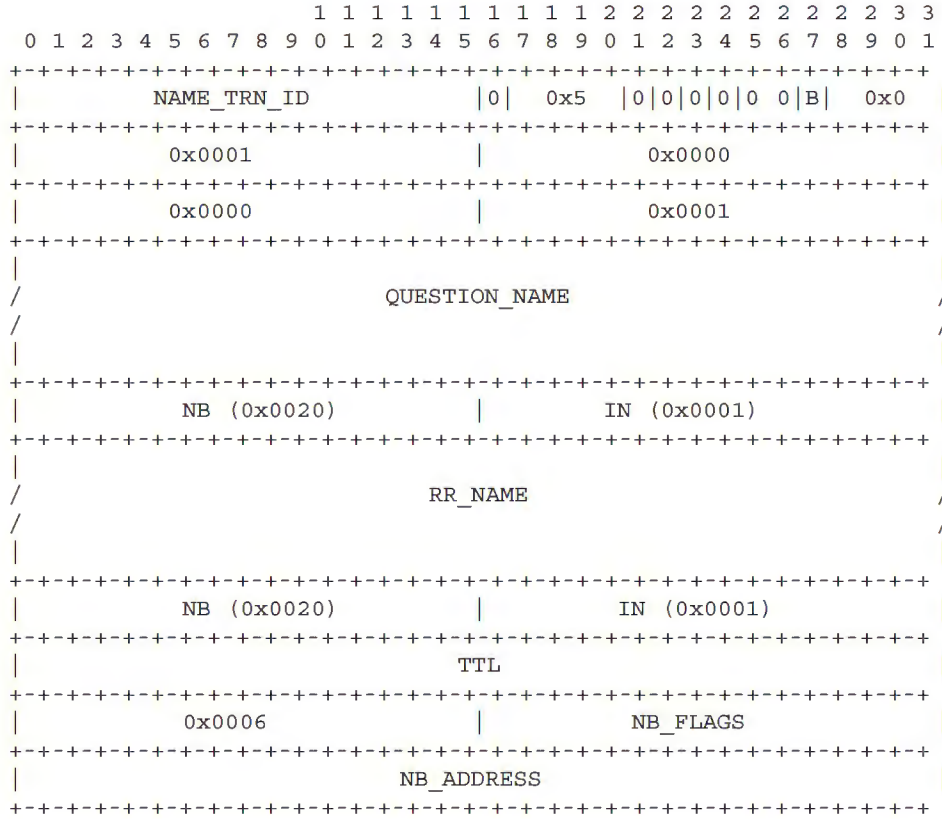 1 1 1 1 1 1 1 1 1 1 2 2 2 2 2 2 2 2 2 2 3 3
 0 1 2 3 4 5 6 7 8 9 0 1 2 3 4 5 6 7 8 9 0 1 2 3 4 5 6 7 8 9 0 1
+-+-+-+-+-+-+-+-+-+-+-+-+-+-+-+-+-+-+-+-+-+-+-+-+-+-+-+-+-+-+-+-+
|         NAME_TRN_ID           |0|  0x5  |0|0|0|0|0 0|B|  0x0  |
+-+-+-+-+-+-+-+-+-+-+-+-+-+-+-+-+-+-+-+-+-+-+-+-+-+-+-+-+-+-+-+-+
|          0x0001               |           0x0000              |
+-+-+-+-+-+-+-+-+-+-+-+-+-+-+-+-+-+-+-+-+-+-+-+-+-+-+-+-+-+-+-+-+
|          0x0000               |           0x0001              |
+-+-+-+-+-+-+-+-+-+-+-+-+-+-+-+-+-+-+-+-+-+-+-+-+-+-+-+-+-+-+-+-+
|                                                               |
/                         QUESTION_NAME                         /
/                                                               /
|                                                               |
+-+-+-+-+-+-+-+-+-+-+-+-+-+-+-+-+-+-+-+-+-+-+-+-+-+-+-+-+-+-+-+-+
|           NB (0x0020)         |        IN (0x0001)            |
+-+-+-+-+-+-+-+-+-+-+-+-+-+-+-+-+-+-+-+-+-+-+-+-+-+-+-+-+-+-+-+-+
|                                                               |
/                            RR_NAME                            /
/                                                               /
|                                                               |
+-+-+-+-+-+-+-+-+-+-+-+-+-+-+-+-+-+-+-+-+-+-+-+-+-+-+-+-+-+-+-+-+
|           NB (0x0020)         |         IN (0x0001)           |
+-+-+-+-+-+-+-+-+-+-+-+-+-+-+-+-+-+-+-+-+-+-+-+-+-+-+-+-+-+-+-+-+
|                              TTL                              |
+-+-+-+-+-+-+-+-+-+-+-+-+-+-+-+-+-+-+-+-+-+-+-+-+-+-+-+-+-+-+-+-+
|           0x0006              |          NB_FLAGS             |
+-+-+-+-+-+-+-+-+-+-+-+-+-+-+-+-+-+-+-+-+-+-+-+-+-+-+-+-+-+-+-+-+
|                          NB_ADDRESS                           |
+-+-+-+-+-+-+-+-+-+-+-+-+-+-+-+-+-+-+-+-+-+-+-+-+-+-+-+-+-+-+-+-+